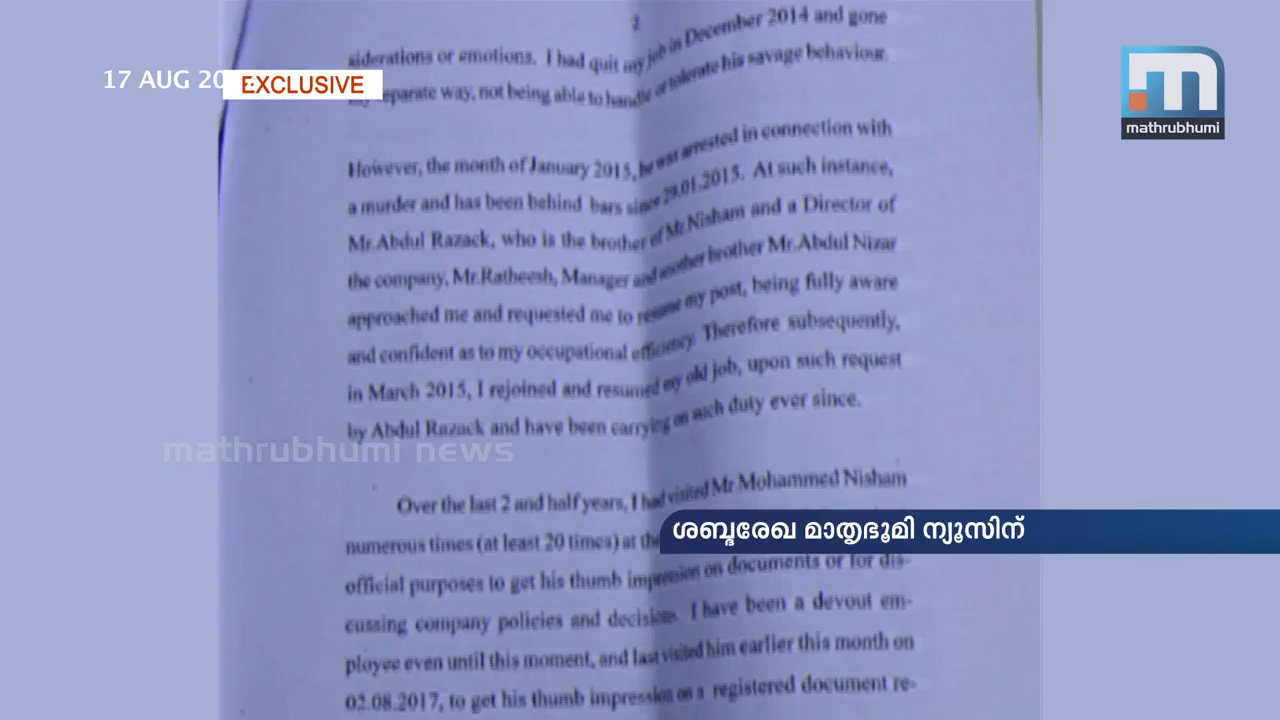 2
siderations or emotions. I had quit my job in December 2014 and gone
separate way, not being able to handle or tolerate his savage behaviour.
17 AUG 20
EXCLUSIVE
mathrubhumi
However, the month of January 2015, he was arrested in connection with
a murder and has been behind bars since 29.01.2015. At such instance,
Mr.Abdul Razack, who is the brother of Mr.Nisham and a Director of
the company, Mr.Ratheesh, Manager and another brother Mr.Abdul Nizar
approached me and requested me to resume my post, being fully aware
and confident as to my occupational efficiency. Therefore subsequently,
in March 2015, I rejoined and resumed my old job, upon such request
by Abdul Razack and have been carrying on such duty ever since.
mathrubhumi news
Over the last 2 and half years, I had visited Mr.Mohammed Nisham
ശബ്ദരേഖ മാതൃഭൂമി ന്യൂസിന്
numerous times (at least 20 times) at the
official purposes to get his thumb impression on documents or for dis-
cussing company policies and decisions. I have been a devout em-
ployee even until this moment, and last visited him earlier this month on
02.08.2017, to get his thumb impression on a registered document re-